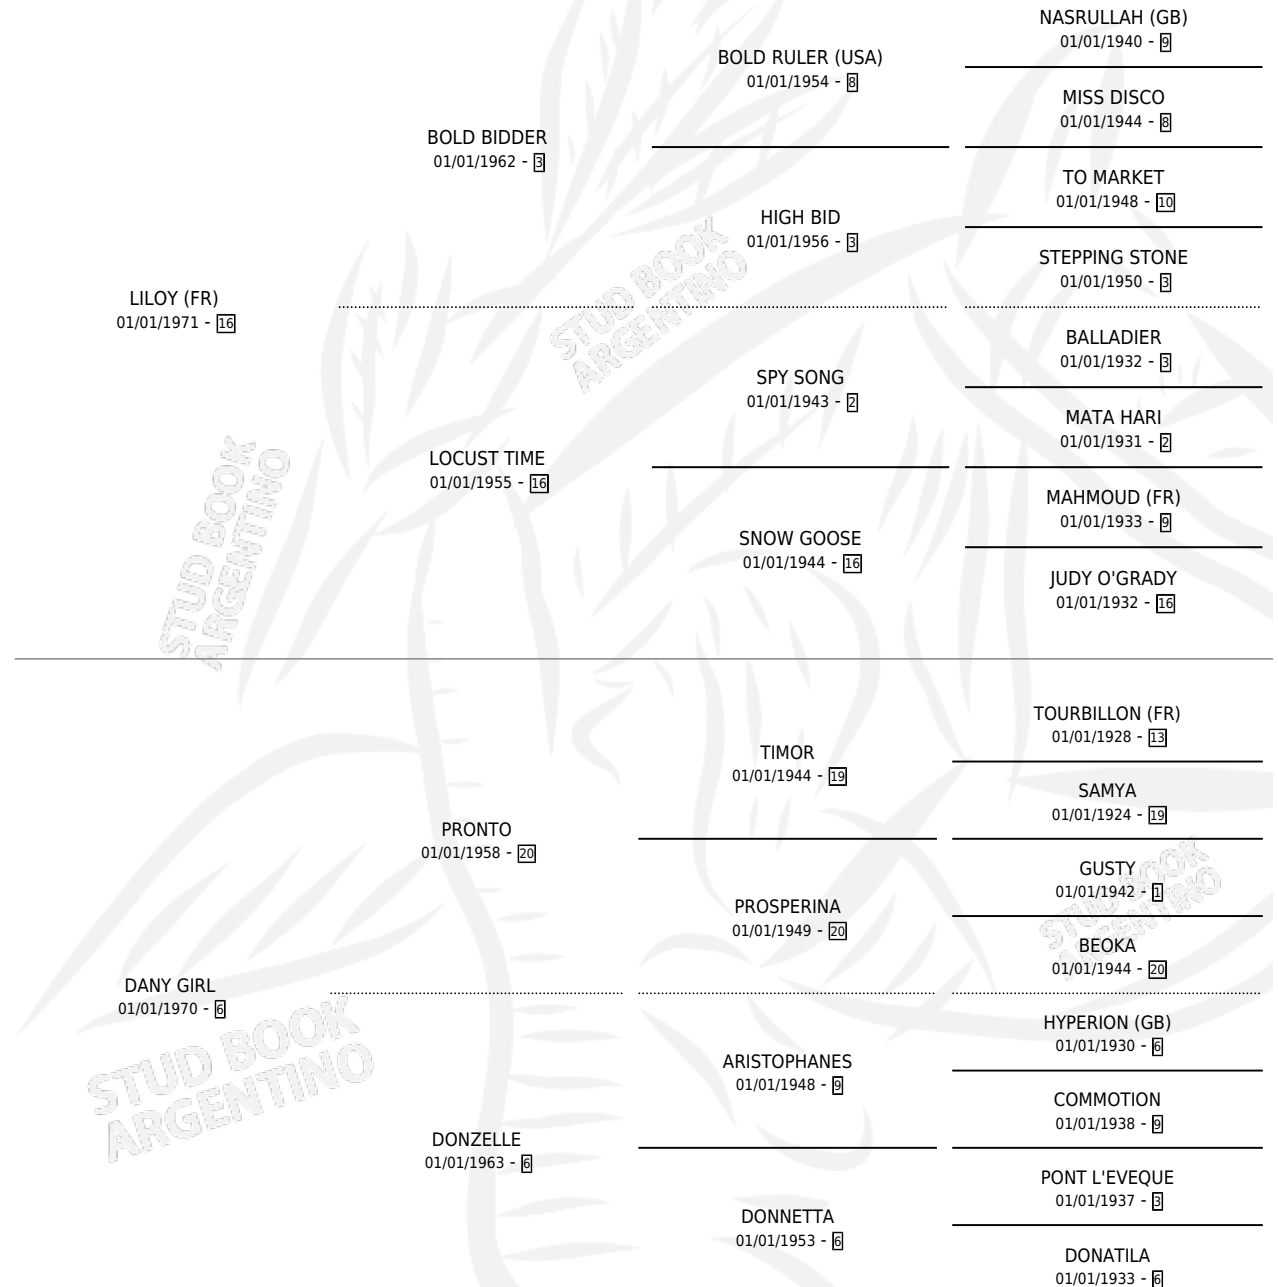 NASRULLAH (GB)
01/01/1940 - 9
BOLD RULER (USA)
01/01/1954 - 8
MISS DISCO
01/01/1944 - 8
BOLD BIDDER
01/01/1962 - 3
TO MARKET
01/01/1948 - 10
HIGH BID
01/01/1956 - 3
STEPPING STONE
01/01/1950 - 3
LILOY (FR)
01/01/1971 - 16
BALLADIER
01/01/1932 - 3
SPY SONG
01/01/1943 - 2
MATA HARI
01/01/1931 - 2
LOCUST TIME
01/01/1955 - 16
MAHMOUD (FR)
01/01/1933 - 9
SNOW GOOSE
01/01/1944 - 16
JUDY O'GRADY
01/01/1932 - 16
TOURBILLON (FR)
01/01/1928 - 13
TIMOR
01/01/1944 - 19
SAMYA
01/01/1924 - 19
PRONTO
01/01/1958 - 20
GUSTY
01/01/1942 - 1
PROSPERINA
01/01/1949 - 20
BEOKA
01/01/1944 - 20
DANY GIRL
01/01/1970 - 6
HYPERION (GB)
01/01/1930 - 6
ARISTOPHANES
01/01/1948 - 9
COMMOTION
01/01/1938 - 9
DONZELLE
01/01/1963 - 6
PONT L'EVEQUE
01/01/1937 - 3
DONNETTA
01/01/1953 - 6
DONATILA
01/01/1933 - 6
STUD BOOK
ARGENTINO
STUD BOOK
ARGENTINO
STUD BOOK
ARGENTINO
STUD BOOK
ARGENTINO